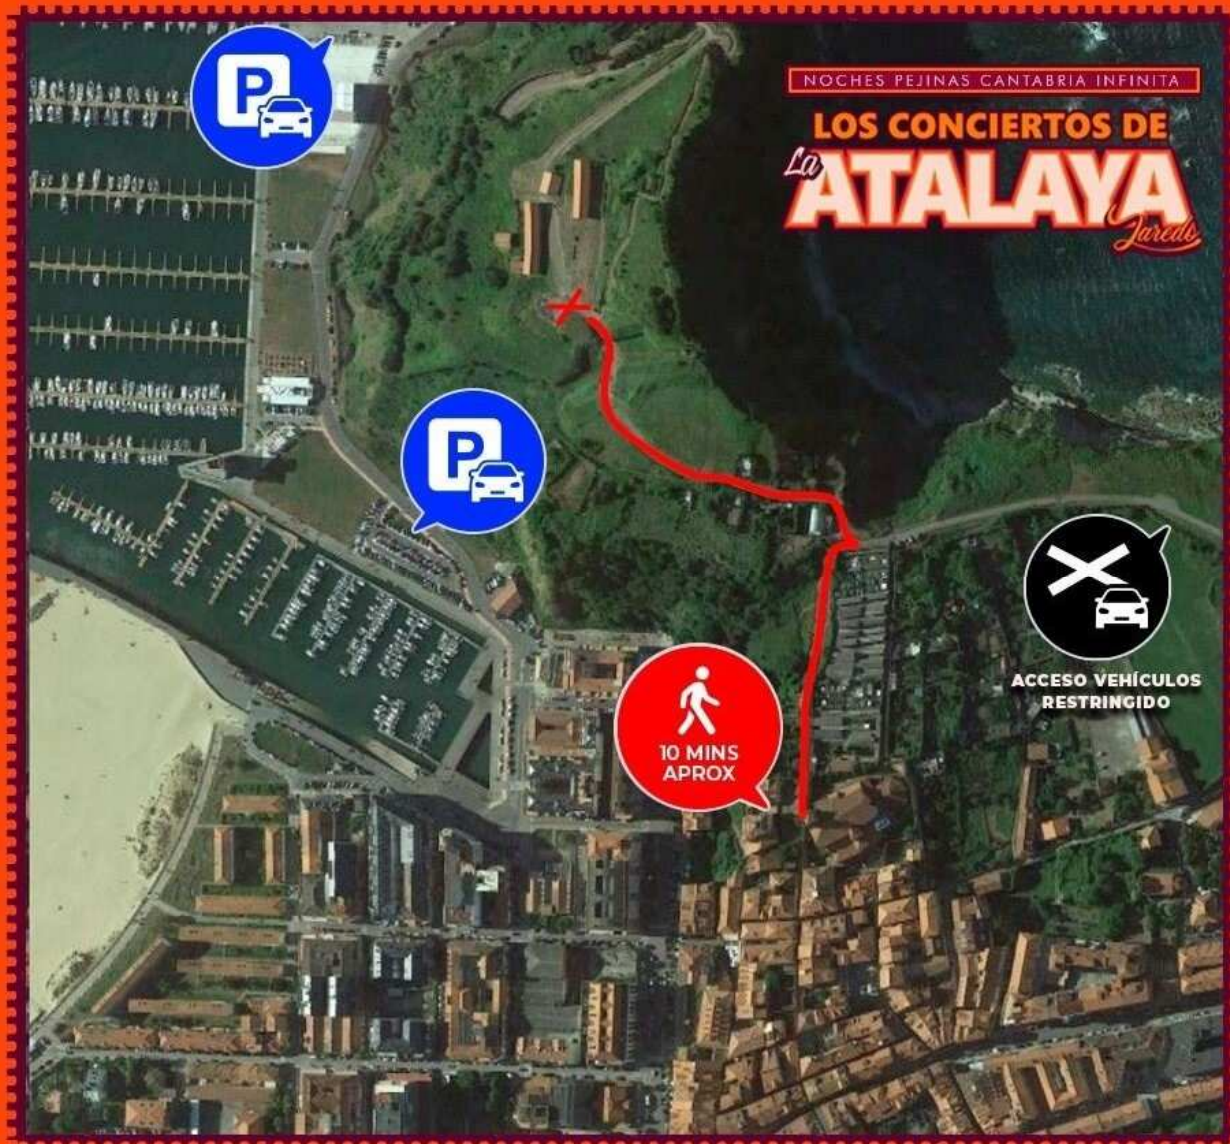 P
NOCHES PEJINAS CANTABRIA INFINITA
LOS CONCIERTOS DE
La ATALAYA
Laredo
P
ACCESO VEHÍCULOS
RESTRINGIDO
10 MINS
APROX